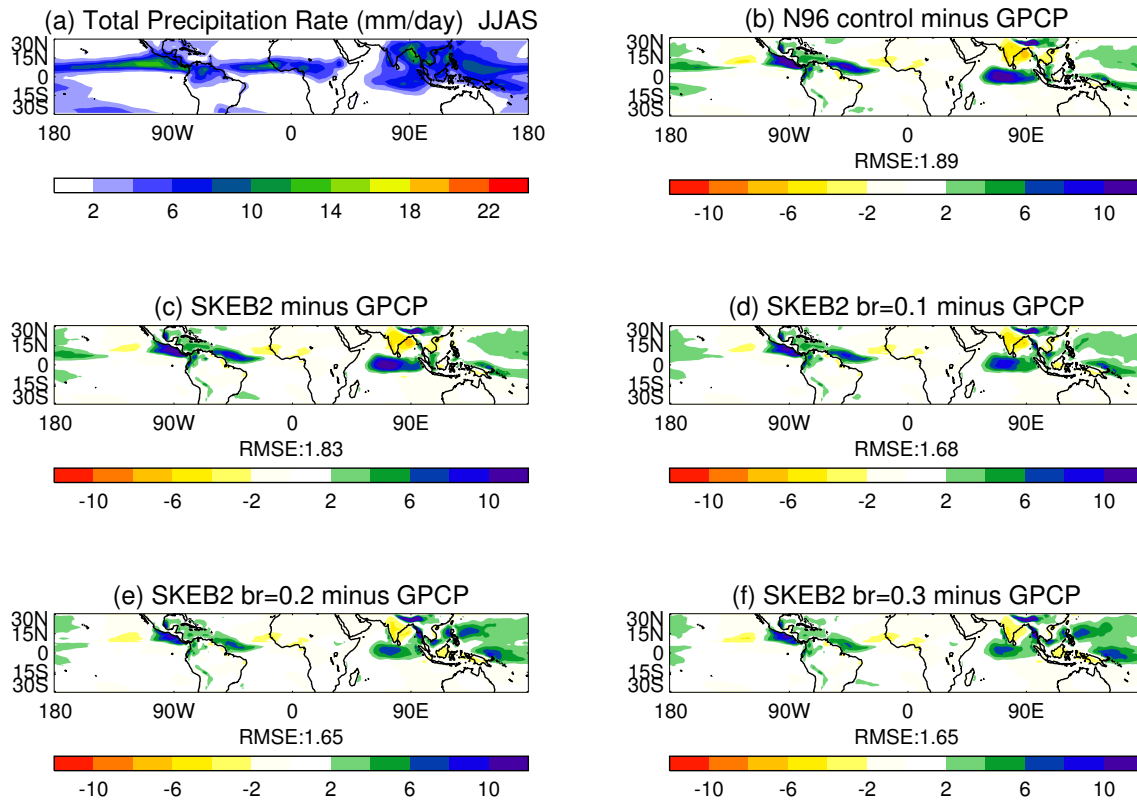 (a) Total Precipitation Rate (mm/day) JJAS
30N
15N
0
15S
30S
180 90W 0 90E 180
2 6 10 14 18 22
(b) N96 control minus GPCP
30N
15N
0
15S
30S
180 90W 0 90E
RMSE:1.89
-10 -6 -2 2 6 10
(c) SKEB2 minus GPCP
30N
15N
0
15S
30S
180 90W 0 90E
RMSE:1.83
-10 -6 -2 2 6 10
(d) SKEB2 br=0.1 minus GPCP
30N
15N
0
15S
30S
180 90W 0 90E
RMSE:1.68
-10 -6 -2 2 6 10
(e) SKEB2 br=0.2 minus GPCP
30N
15N
0
15S
30S
180 90W 0 90E
RMSE:1.65
-10 -6 -2 2 6 10
(f) SKEB2 br=0.3 minus GPCP
30N
15N
0
15S
30S
180 90W 0 90E
RMSE:1.65
-10 -6 -2 2 6 10